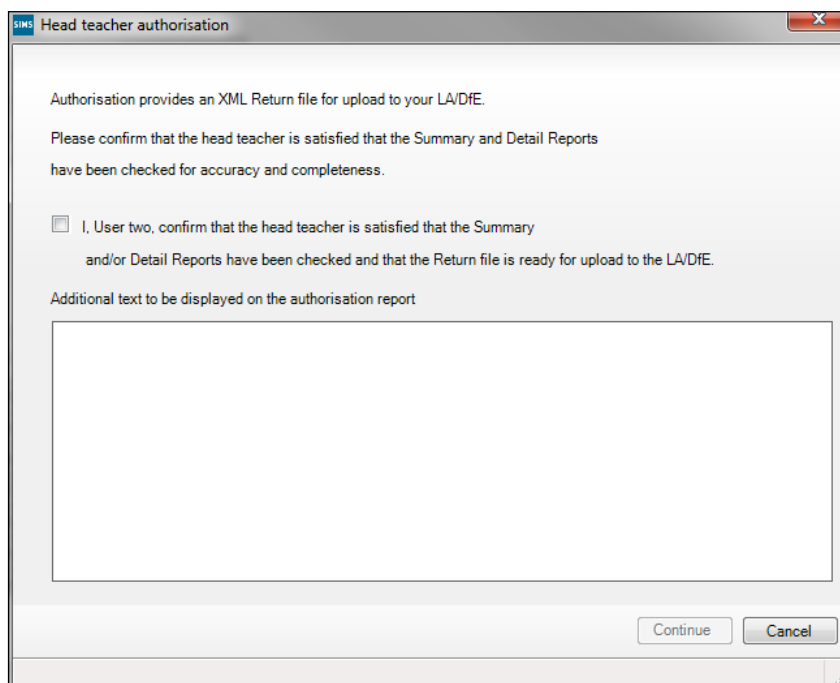 SIMS Head teacher authorisation
Authorisation provides an XML Return file for upload to your LA/DfE.
Please confirm that the head teacher is satisfied that the Summary and Detail Reports
have been checked for accuracy and completeness.
I, User two, confirm that the head teacher is satisfied that the Summary
and/or Detail Reports have been checked and that the Return file is ready for upload to the LA/DfE.
Additional text to be displayed on the authorisation report
Continue Cancel